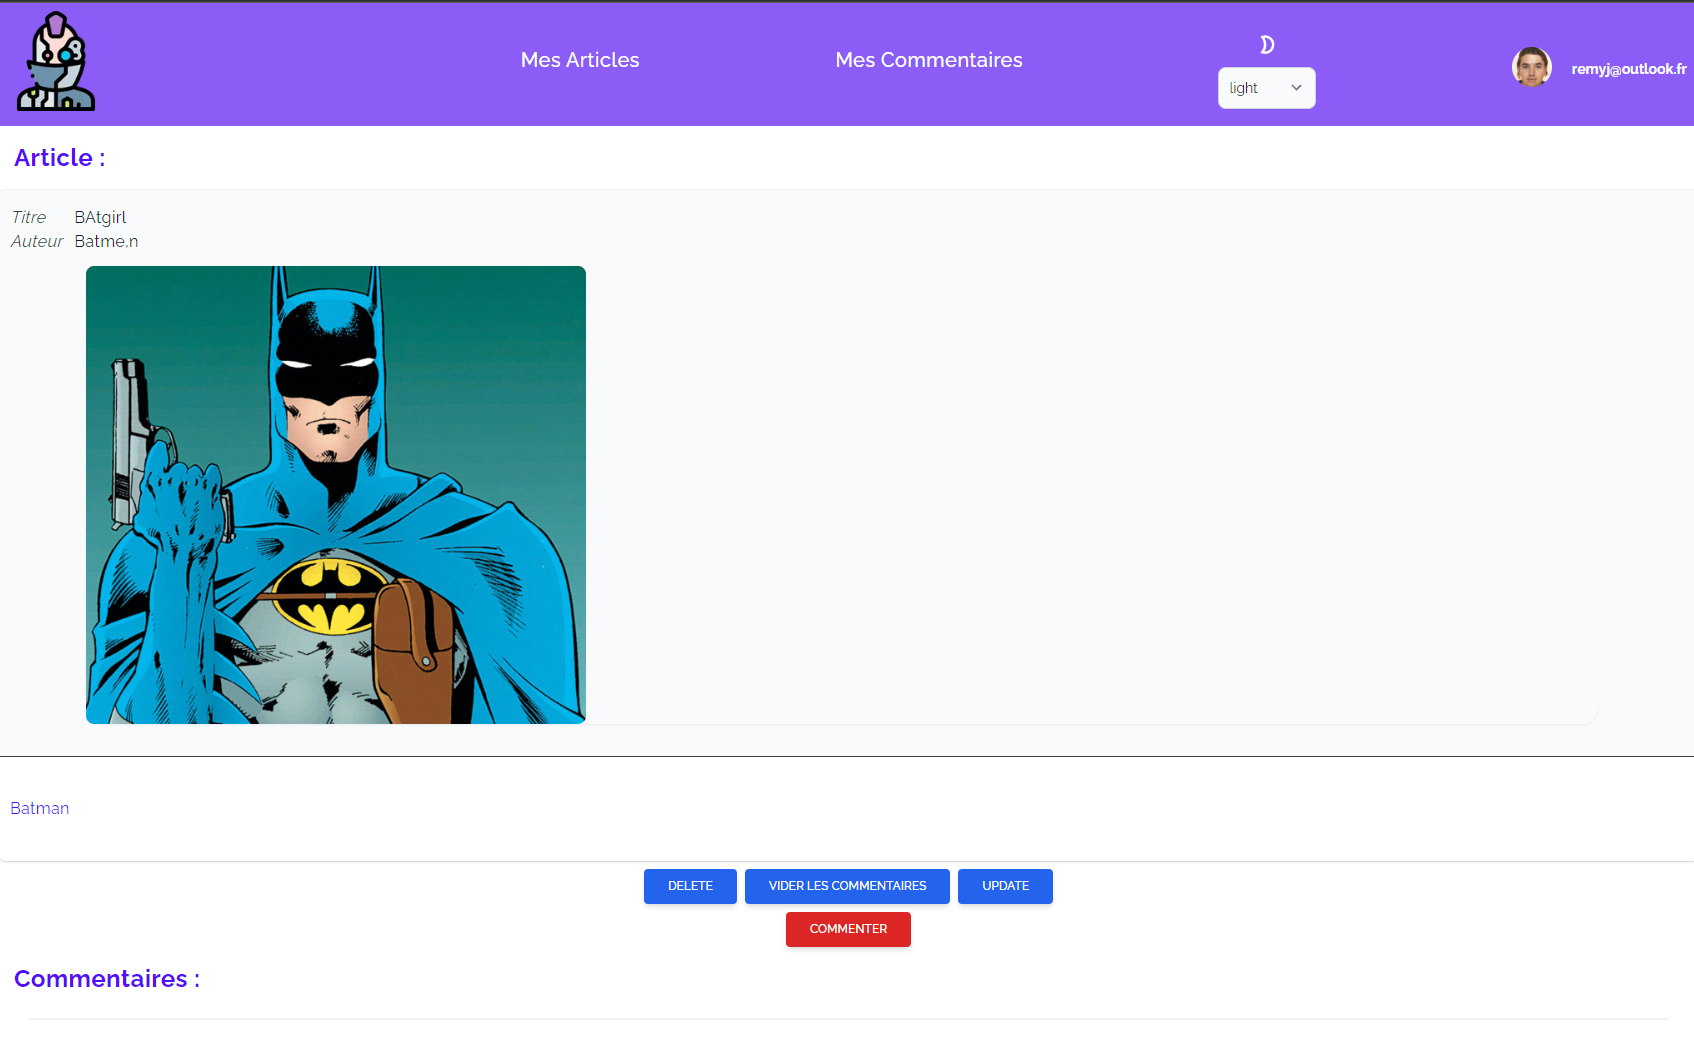 Mes Articles
Mes Commentaires
light
remyj@outlook.fr
Article :
Titre BAtgirl
Auteur Batme,n
Batman
DELETE VIDER LES COMMENTAIRES UPDATE
COMMENTER
Commentaires :